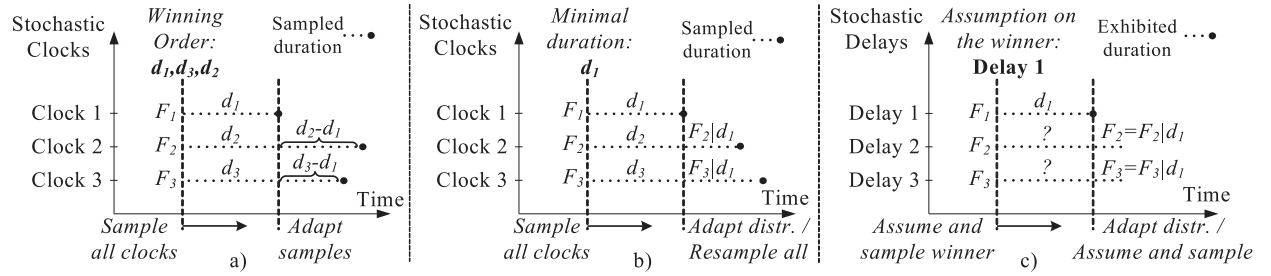 Stochastic
Clocks
Winning
Order:
d1,d3,d2
Sampled
duration
Clock 1
F1
d1
Clock 2
F2
d2
d2-d1
Clock 3
F3
d3
d3-d1
Time
Sample
all clocks
Adapt
samples
a)
Stochastic
Clocks
Minimal
duration:
d1
Sampled
duration
Clock 1
F1
d1
Clock 2
F2
d2
F2|d1
Clock 3
F3
d3
F3|d1
Time
Sample
all clocks
Adapt distr. /
Resample all
b)
Stochastic
Delays
Assumption on
the winner:
Delay 1
Exhibited
duration
Delay 1
F1
d1
Delay 2
F2
?
F2=F2|d1
Delay 3
F3
?
F3=F3|d1
Time
Assume and
sample winner
Adapt distr. /
Assume and sample
c)